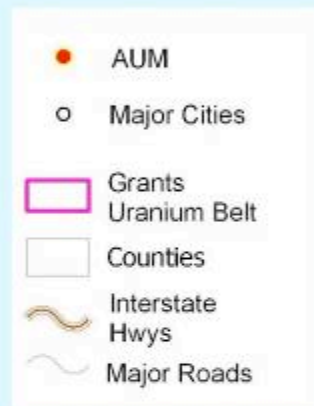 AUM
Major Cities
Grants
Uranium Belt
Counties
Interstate
Hwys
Major Roads